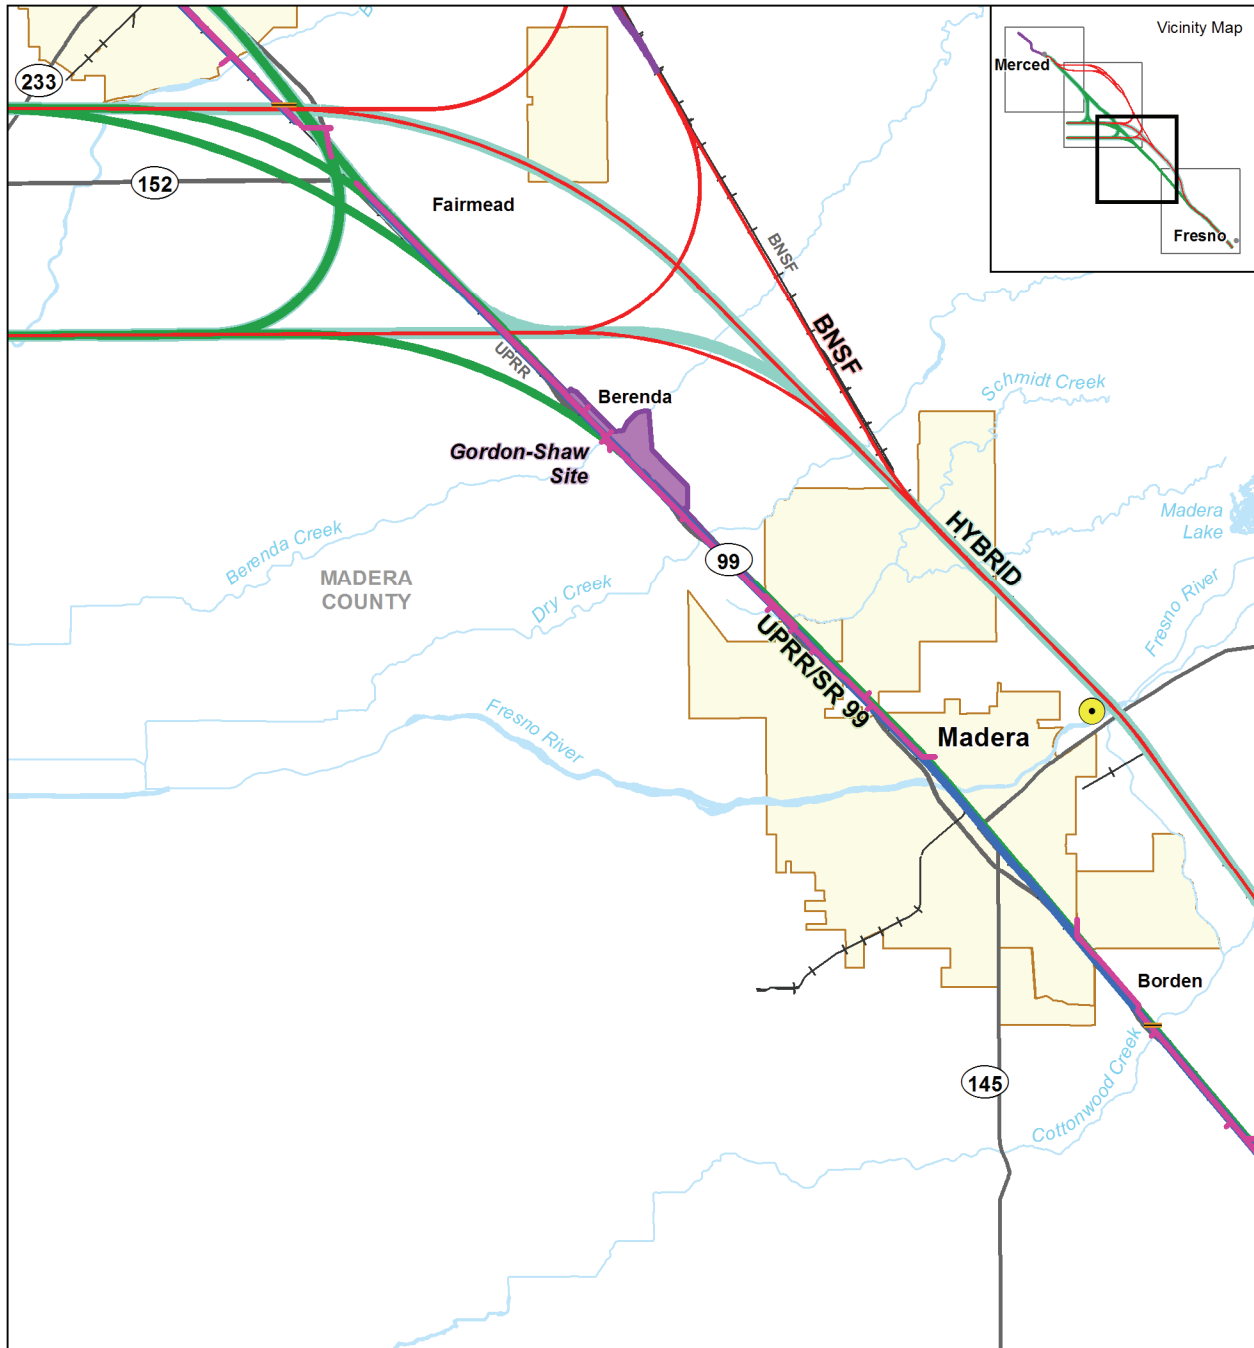 Vicinity Map
Merced
Fresno
233
152
Fairmead
BNSF
BNSF
UPRR
Berenda
Gordon-Shaw
Site
Schmidt Creek
Madera
Lake
HYBRID
Berenda Creek
MADERA
COUNTY
99
Dry Creek
Fresno River
UPRR/SR 99
Fresno River
Madera
Borden
145
Cottonwood Creek